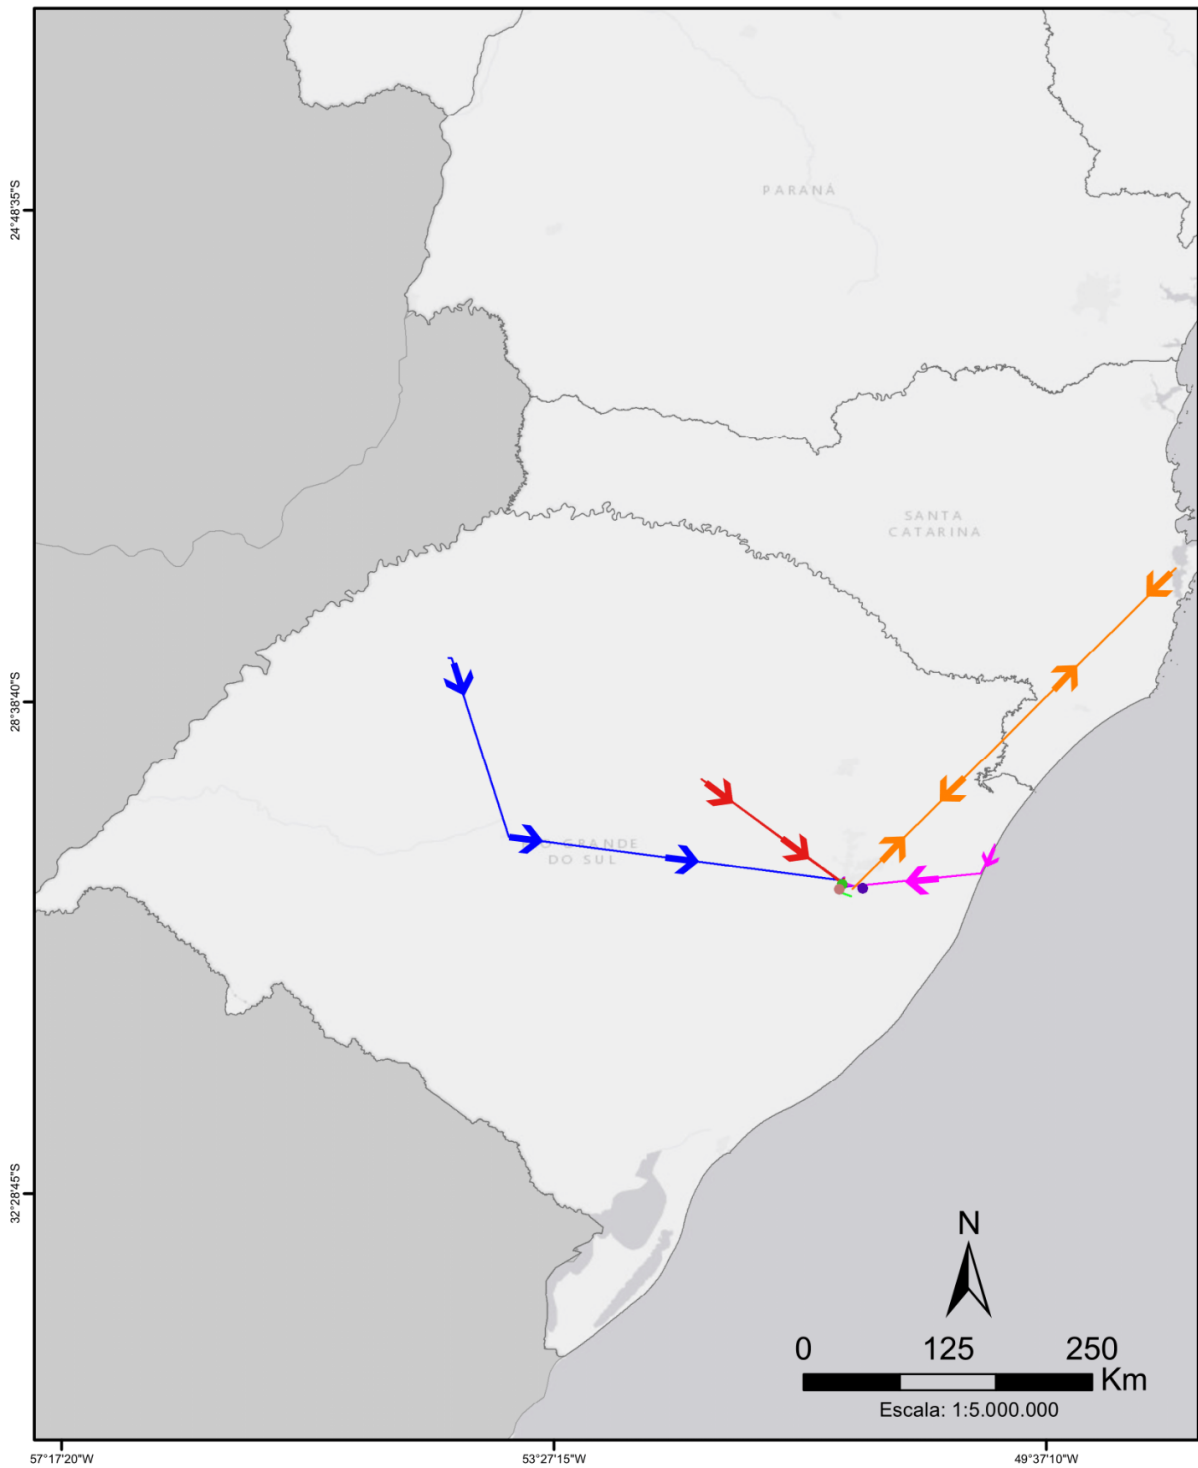 24°48'35"S
PARANÁ
SANTA
CATARINA
28°38'40"S
RIO GRANDE
DO SUL
32°28'45"S
N
0 125 250
Km
Escala: 1:5.000.000
57°17'20"W 53°27'15"W 49°37'10"W